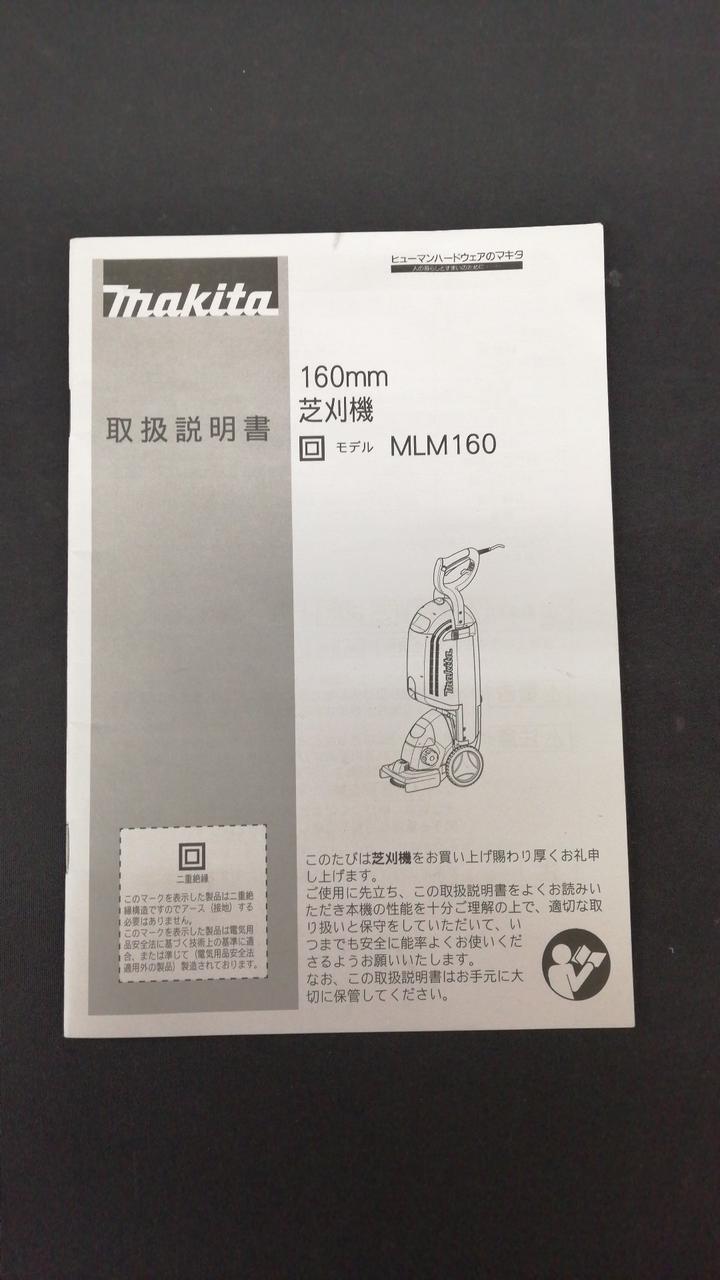 makita
取扱説明書
ヒューマンハードウェアのマキタ
人の暮らしとすまいのために
160mm
芝刈機
モデル MLM160
makita
二重絶縁
このマークを表示した製品は二重絶
縁構造ですのでアース（接地）する
必要はありません。
このマークを表示した製品は電気用
品安全法に基づく技術上の基準に適
合、または準じて（電気用品安全法
適用外の製品）製造されております。
このたびは芝刈機をお買い上げ賜わり厚くお礼申
し上げます。
ご使用に先立ち、この取扱説明書をよくお読みい
ただき本機の性能を十分ご理解の上で、適切な取
り扱いと保守をしていただいて、い
つまでも安全に能率よくお使いくだ
さるようお願いいたします。
なお、この取扱説明書はお手元に大
切に保管してください。